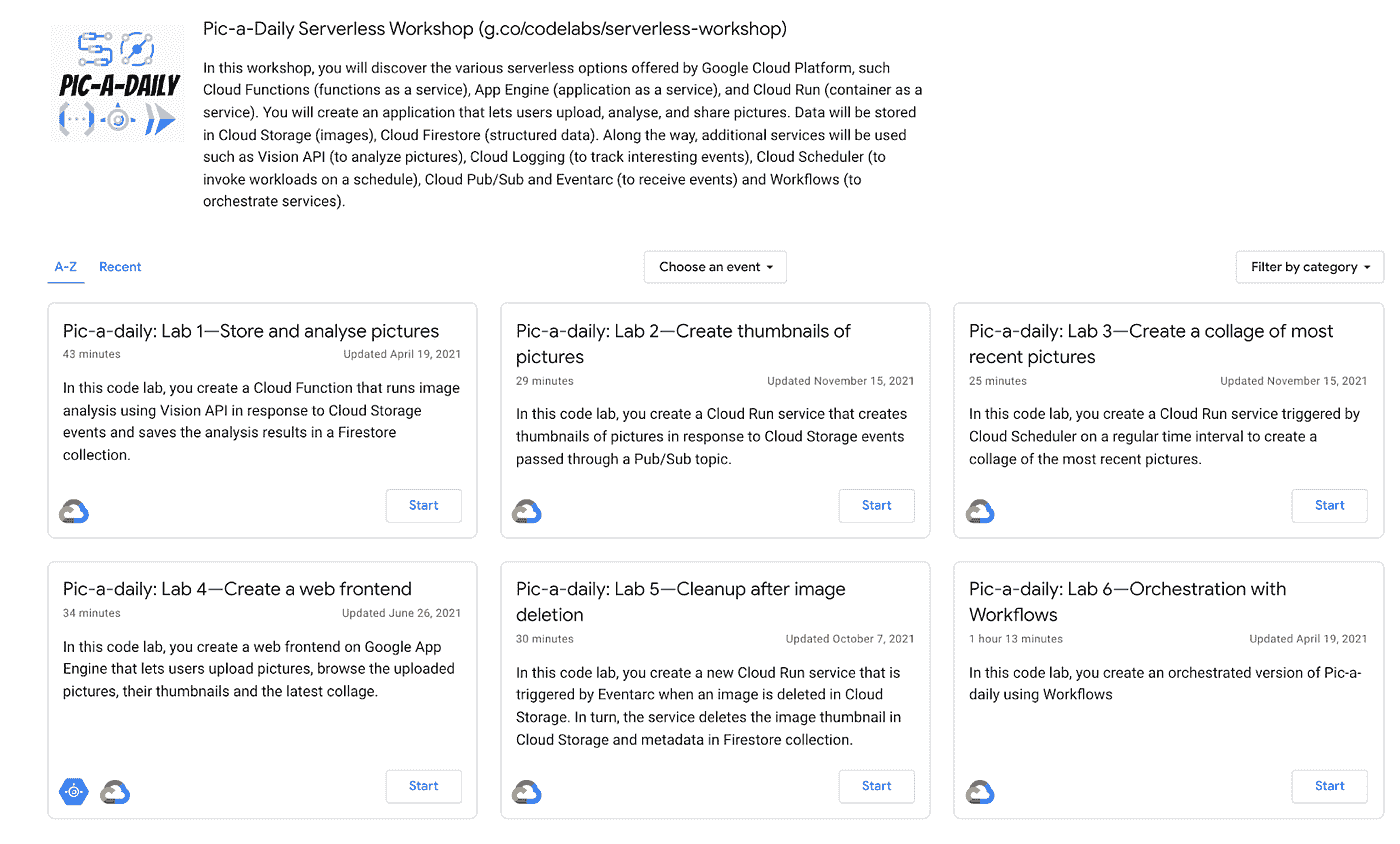 Pic-a-Daily Serverless Workshop (g.co/codelabs/serverless-workshop)
PIC-A-DAILY
In this workshop, you will discover the various serverless options offered by Google Cloud Platform, such
Cloud Functions (functions as a service), App Engine (application as a service), and Cloud Run (container as a
service). You will create an application that lets users upload, analyse, and share pictures. Data will be stored
in Cloud Storage (images), Cloud Firestore (structured data). Along the way, additional services will be used
such as Vision API (to analyze pictures), Cloud Logging (to track interesting events), Cloud Scheduler (to
invoke workloads on a schedule), Cloud Pub/Sub and Eventarc (to receive events) and Workflows (to
orchestrate services).
A-Z Recent Choose an event Filter by category
Pic-a-daily: Lab 1—Store and analyse pictures
43 minutes Updated April 19, 2021
In this code lab, you create a Cloud Function that runs image
analysis using Vision API in response to Cloud Storage
events and saves the analysis results in a Firestore
collection.
Start
Pic-a-daily: Lab 2—Create thumbnails of
pictures
29 minutes Updated November 15, 2021
In this code lab, you create a Cloud Run service that creates
thumbnails of pictures in response to Cloud Storage events
passed through a Pub/Sub topic.
Start
Pic-a-daily: Lab 3—Create a collage of most
recent pictures
25 minutes Updated November 15, 2021
In this code lab, you create a Cloud Run service triggered by
Cloud Scheduler on a regular time interval to create a
collage of the most recent pictures.
Start
Pic-a-daily: Lab 4—Create a web frontend
34 minutes Updated June 26, 2021
In this code lab, you create a web frontend on Google App
Engine that lets users upload pictures, browse the uploaded
pictures, their thumbnails and the latest collage.
Start
Pic-a-daily: Lab 5—Cleanup after image
deletion
30 minutes Updated October 7, 2021
In this code lab, you create a new Cloud Run service that is
triggered by Eventarc when an image is deleted in Cloud
Storage. In turn, the service deletes the image thumbnail in
Cloud Storage and metadata in Firestore collection.
Start
Pic-a-daily: Lab 6—Orchestration with
Workflows
1 hour 13 minutes Updated April 19, 2021
In this code lab, you create an orchestrated version of Pic-a-
daily using Workflows
Start